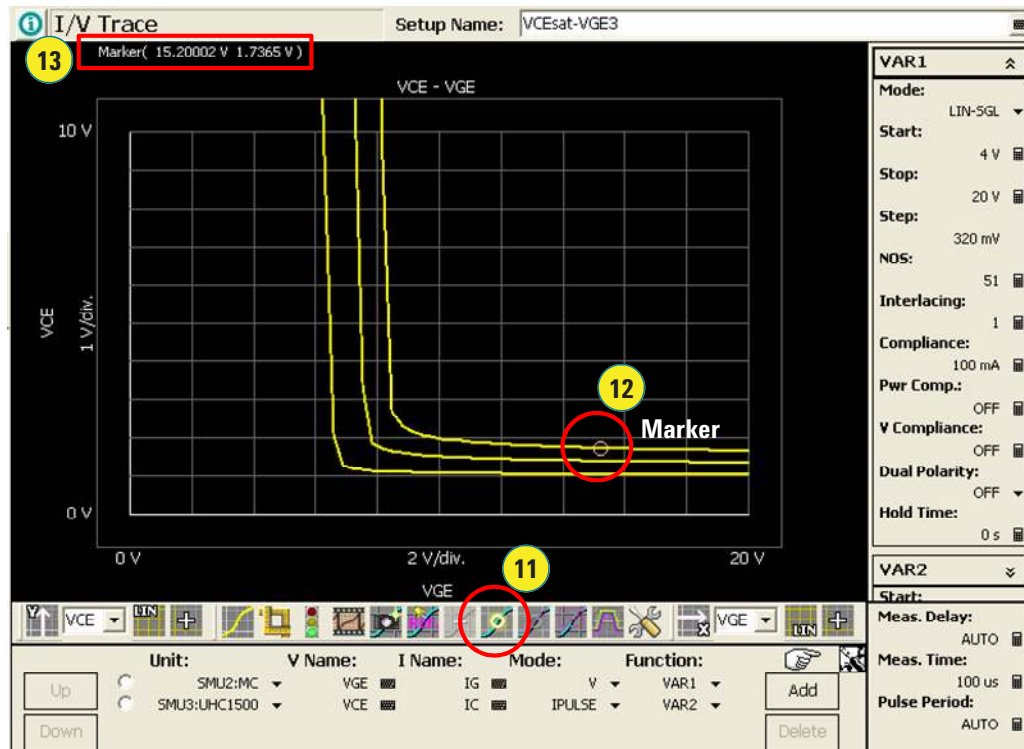 I/V Trace
Setup Name: VCEsat-VGE3
13
Marker( 15.20002 V 1.7365 V )
VCE - VGE
10 V
VCE
1 V/div.
12
Marker
0 V
0 V
2 V/div.
20 V
VGE
11
VAR1
Mode:
LIN-SGL
Start:
4 V
Stop:
20 V
Step:
320 mV
NOS:
51
Interlacing:
1
Compliance:
100 mA
Pwr Comp.:
OFF
V Compliance:
OFF
Dual Polarity:
OFF
Hold Time:
0 s
VAR2
Start:
Y VCE LIN
X VGE LIN
Unit: V Name: I Name: Mode: Function:
Up SMU2:MC VGE IG V VAR1 Add
SMU3:UHC1500 VCE IC IPULSE VAR2
Down Delete
Meas. Delay:
AUTO
Meas. Time:
100 us
Pulse Period:
AUTO